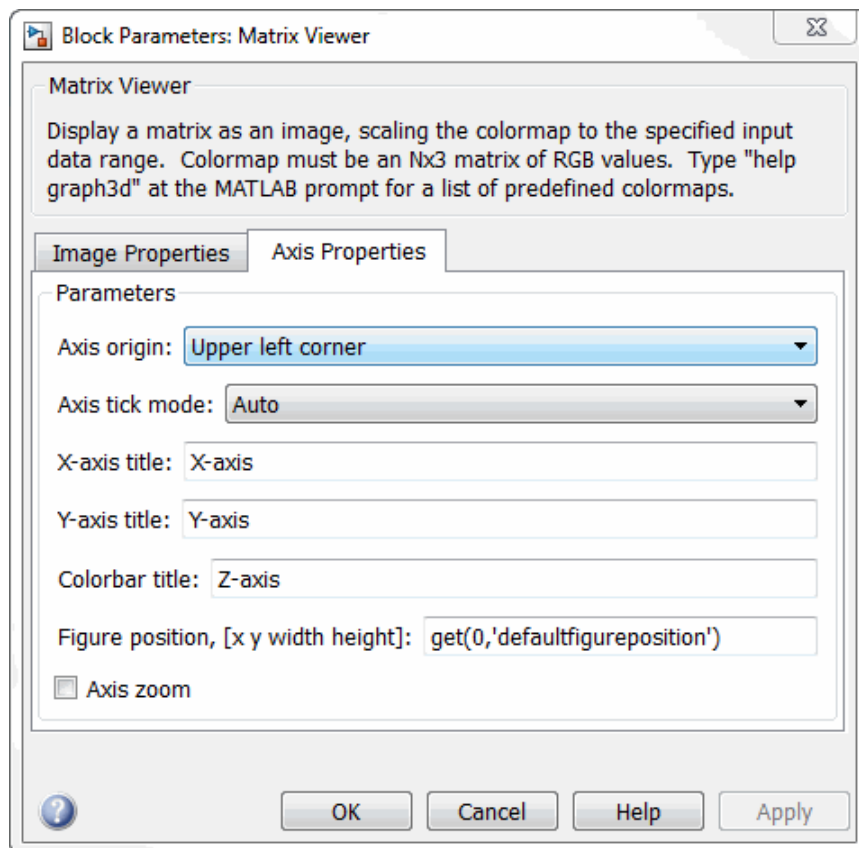 Block Parameters: Matrix Viewer
Matrix Viewer
Display a matrix as an image, scaling the colormap to the specified input
data range.  Colormap must be an Nx3 matrix of RGB values.  Type "help
graph3d" at the MATLAB prompt for a list of predefined colormaps.
Image Properties Axis Properties
Parameters
Axis origin: Upper left corner
Axis tick mode: Auto
X-axis title: X-axis
Y-axis title: Y-axis
Colorbar title: Z-axis
Figure position, [x y width height]: get(0,'defaultfigureposition')
Axis zoom
? OK Cancel Help Apply